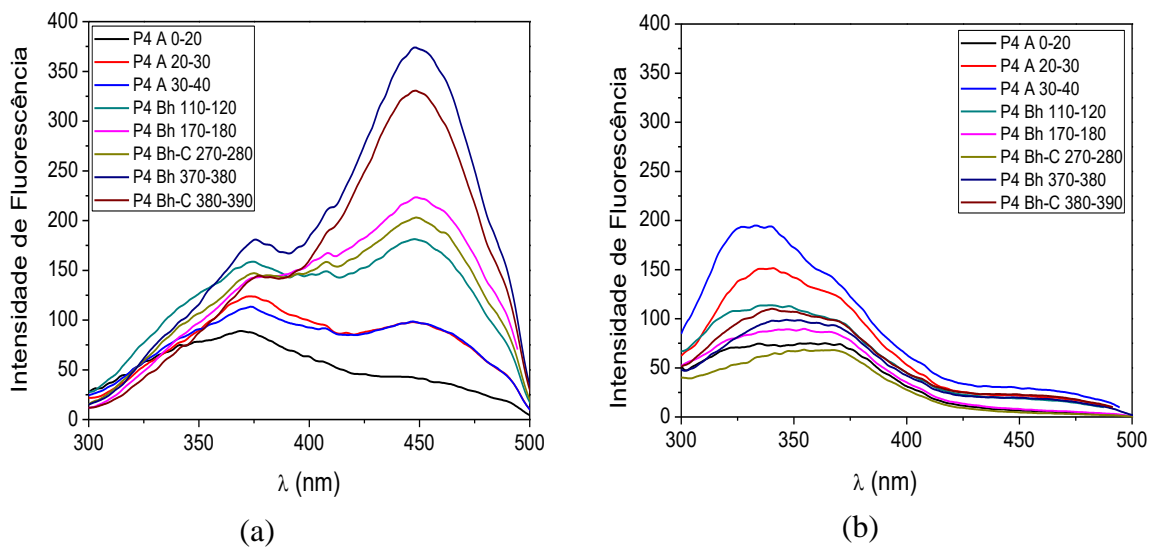 400
350
300
250
200
150
100
50
0
Intensidade de Fluorescência
P4 A 0-20
P4 A 20-30
P4 A 30-40
P4 Bh 110-120
P4 Bh 170-180
P4 Bh-C 270-280
P4 Bh 370-380
P4 Bh-C 380-390
300 350 400 450 500
λ (nm)
(a)
400
350
300
250
200
150
100
50
0
Intensidade de Fluorescência
P4 A 0-20
P4 A 20-30
P4 A 30-40
P4 Bh 110-120
P4 Bh 170-180
P4 Bh-C 270-280
P4 Bh 370-380
P4 Bh-C 380-390
300 350 400 450 500
λ (nm)
(b)